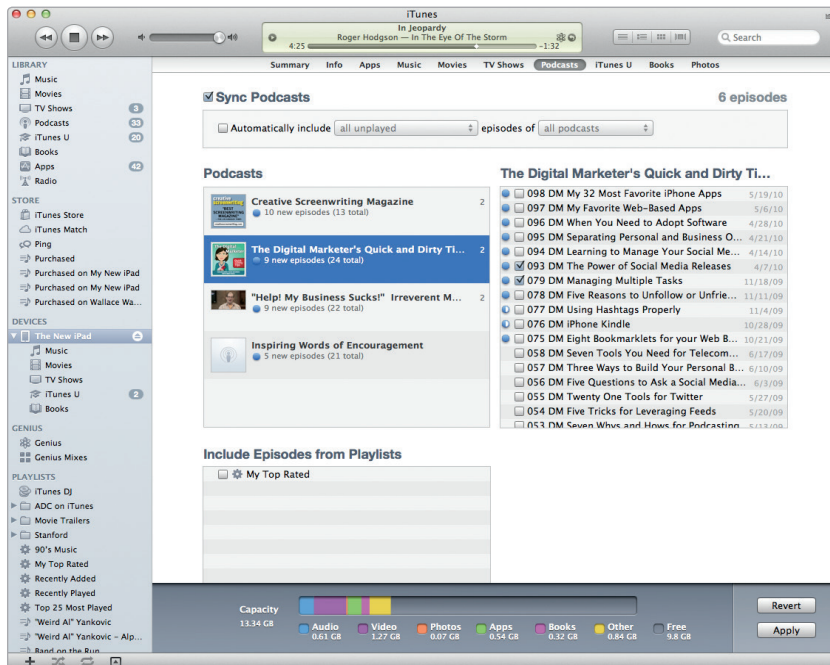 iTunes
In Jeopardy
Roger Hodgson — In The Eye Of The Storm
4:25
-1:32
Search
LIBRARY
Music
Movies
TV Shows 3
Podcasts 33
iTunes U 20
Books
Apps 42
Radio
STORE
iTunes Store
iTunes Match
Ping
Purchased
Purchased on My New iPad
Purchased on My New iPad
Purchased on Wallace Wa...
DEVICES
The New iPad
Music
Movies
TV Shows
iTunes U 2
Books
GENIUS
Genius
Genius Mixes
PLAYLISTS
iTunes DJ
ADC on iTunes
Movie Trailers
Stanford
90's Music
My Top Rated
Recently Added
Recently Played
Top 25 Most Played
"Weird Al" Yankovic
"Weird Al" Yankovic – Alp...
Band on the Run
Summary Info Apps Music Movies TV Shows Podcasts iTunes U Books Photos
Sync Podcasts 6 episodes
Automatically include all unplayed episodes of all podcasts
Podcasts
Creative Screenwriting Magazine 2
10 new episodes (13 total)
The Digital Marketer's Quick and Dirty Ti... 2
9 new episodes (24 total)
"Help! My Business Sucks!" Irreverent M... 2
9 new episodes (22 total)
Inspiring Words of Encouragement
5 new episodes (21 total)
The Digital Marketer's Quick and Dirty Ti...
098 DM My 32 Most Favorite iPhone Apps 5/19/10
097 DM My Favorite Web-Based Apps 5/6/10
096 DM When You Need to Adopt Software 4/28/10
095 DM Separating Personal and Business O... 4/21/10
094 DM Learning to Manage Your Social Me... 4/14/10
093 DM The Power of Social Media Releases 4/7/10
079 DM Managing Multiple Tasks 11/18/09
078 DM Five Reasons to Unfollow or Unfrie... 11/11/09
077 DM Using Hashtags Properly 11/4/09
076 DM iPhone Kindle 10/28/09
075 DM Eight Bookmarklets for your Web B... 10/21/09
058 DM Seven Tools You Need for Telecom... 6/17/09
057 DM Three Ways to Build Your Personal B... 6/10/09
056 DM Five Questions to Ask a Social Media... 6/3/09
055 DM Twenty One Tools for Twitter 5/27/09
054 DM Five Tricks for Leveraging Feeds 5/20/09
053 DM Seven Whys and Hows for Podcasting 5/13/09
Include Episodes from Playlists
My Top Rated
Capacity
13.34 GB
Audio
0.61 GB
Video
1.27 GB
Photos
0.07 GB
Apps
0.54 GB
Books
0.32 GB
Other
0.84 GB
Free
9.8 GB
Revert
Apply